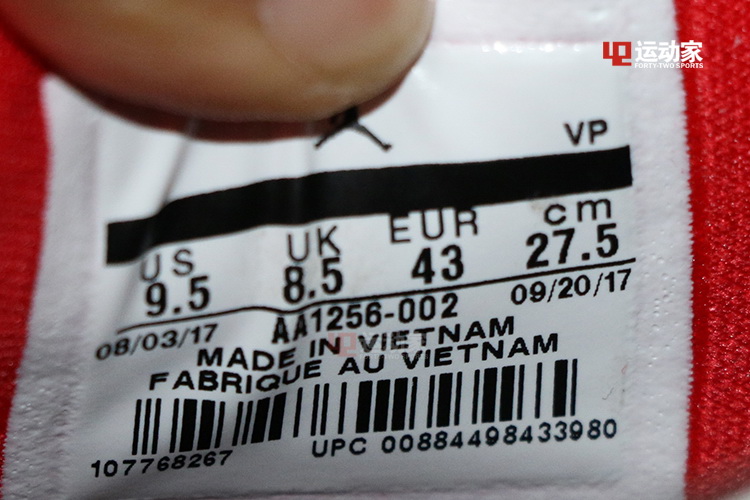 42 运动家
FORTY-TWO SPORTS
VP
US UK EUR cm
9.5 8.5 43 27.5
08/03/17 AA1256-002 09/20/17
MADE IN VIETNAM
FABRIQUE AU VIETNAM
107768267 UPC 00884498433980